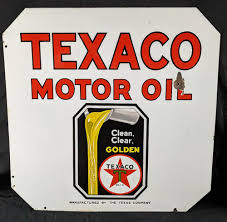 TEXACO
MOTOR OIL
Clean,
Clear,
GOLDEN
TEXACO
MANUFACTURED BY THE TEXAS COMPANY